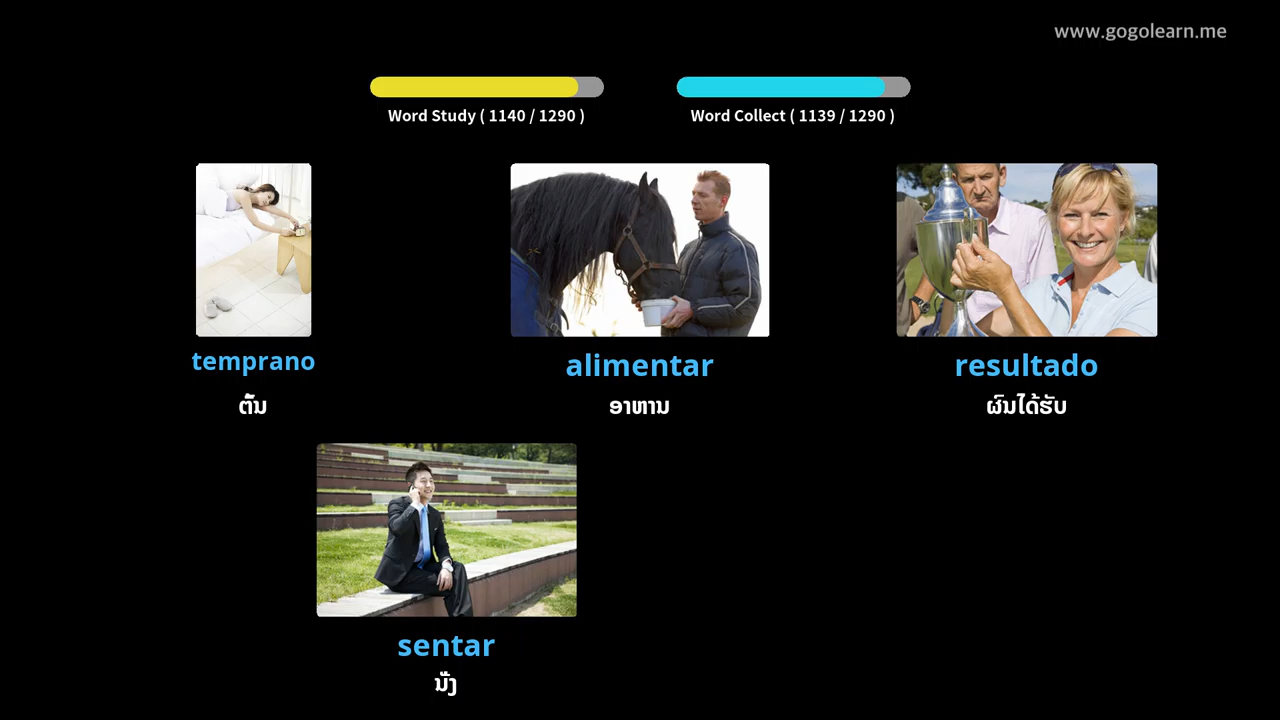 www.gogolearn.me
Word Study ( 1140 / 1290 )
Word Collect ( 1139 / 1290 )
temprano
ຕົ້ນ
alimentar
ອາຫານ
resultado
ຜົນໄດ້ຮັບ
sentar
ນັ່ງ